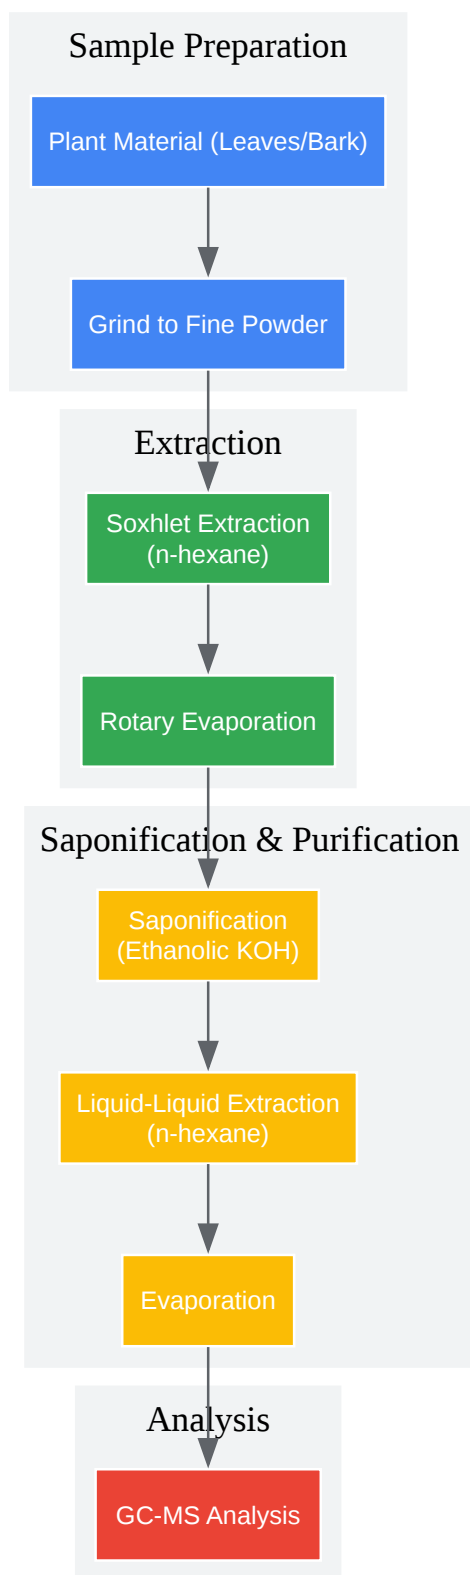 Sample Preparation
Plant Material (Leaves/Bark)
Grind to Fine Powder
Extraction
Soxhlet Extraction
(n-hexane)
Rotary Evaporation
Saponification & Purification
Saponification
(Ethanolic KOH)
Liquid-Liquid Extraction
(n-hexane)
Evaporation
Analysis
GC-MS Analysis